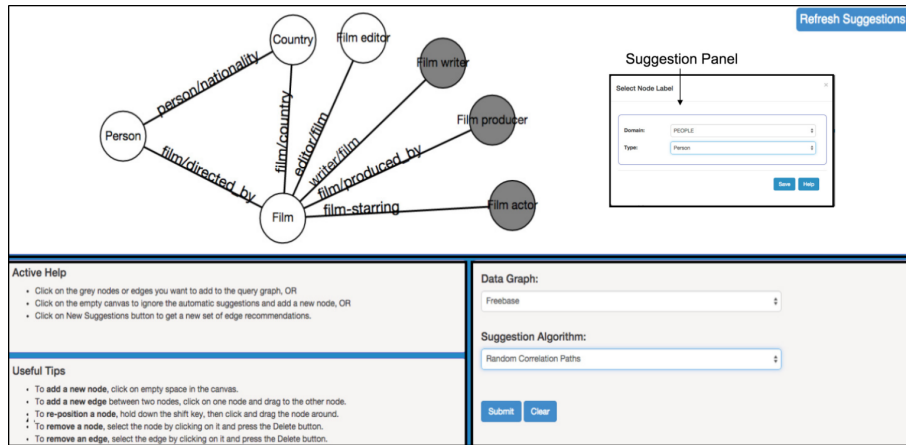 Refresh Suggestions
Country
Film editor
Film writer
Film producer
Film actor
Person
Film
person/nationality
film/directed_by
film/country
editor/film
writer/film
film/produced_by
film-starring
Suggestion Panel
Select Node Label
×
Domain: PEOPLE
Type: Person
Save Help
Active Help
• Click on the grey nodes or edges you want to add to the query graph, OR
• Click on the empty canvas to ignore the automatic suggestions and add a new node, OR
• Click on New Suggestions button to get a new set of edge recommendations.
Useful Tips
• To add a new node, click on empty space in the canvas.
• To add a new edge between two nodes, click on one node and drag to the other node.
• To re-position a node, hold down the shift key, then click and drag the node around.
• To remove a node, select the node by clicking on it and press the Delete button.
• To remove an edge, select the edge by clicking on it and press the Delete button.
Data Graph:
Freebase
Suggestion Algorithm:
Random Correlation Paths
Submit Clear